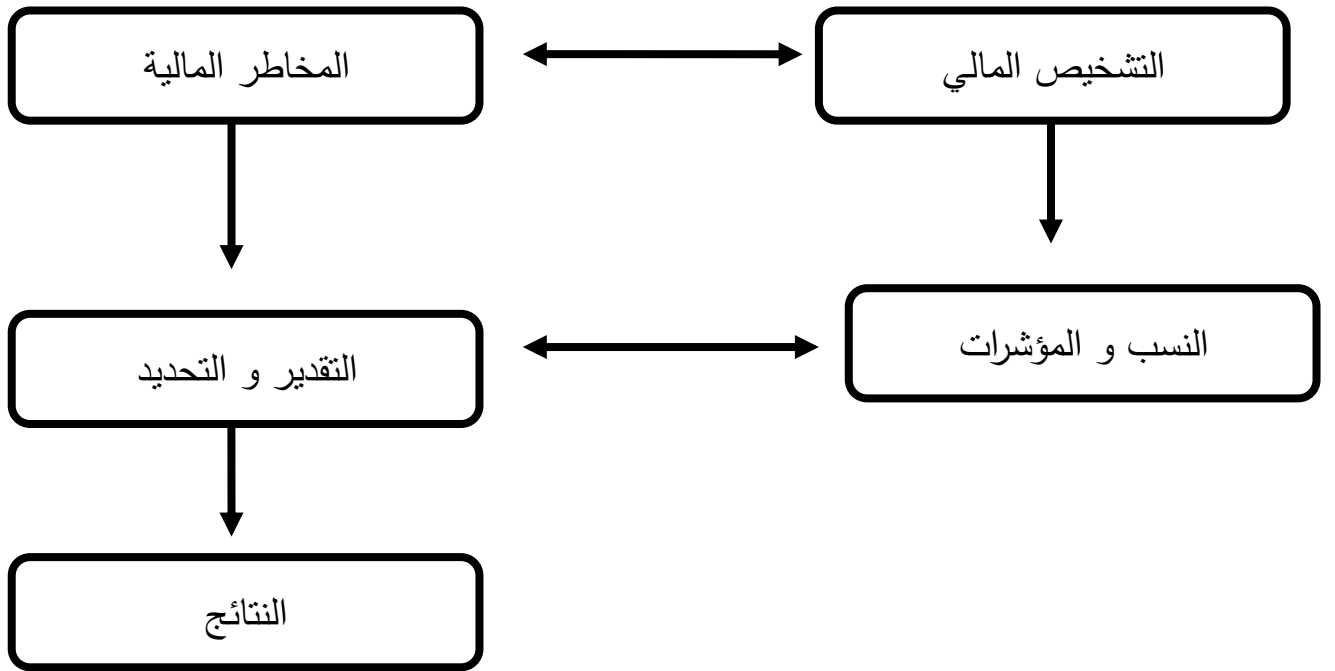 التشخيص المالي
المخاطر المالية
النسب و المؤشرات
التقدير و التحديد
النتائج